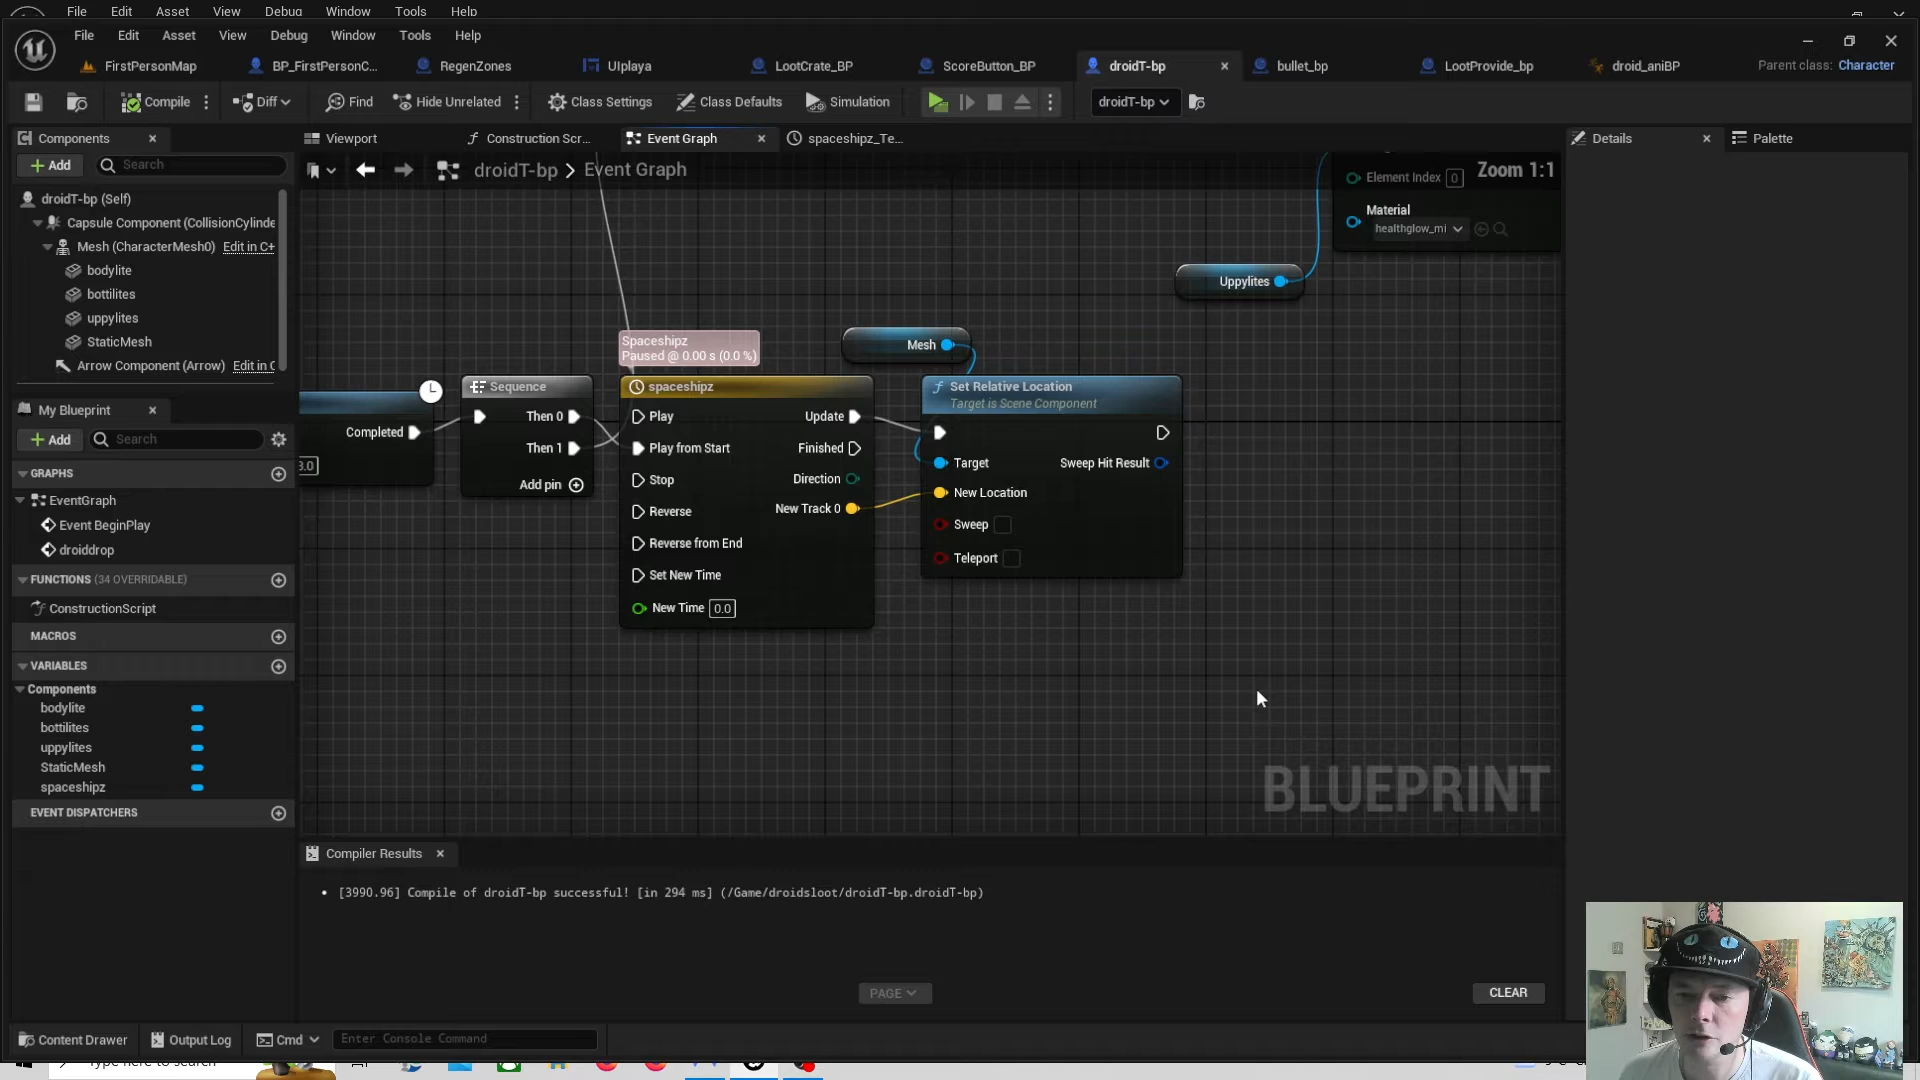 File Edit View Debug Window Tools Help
File Edit Asset View Debug Window Tools Help
FirstPersonMap BP_FirstPersonC... RegenZones UIplaya LootCrate_BP ScoreButton_BP droidT-bp bullet_bp LootProvide_bp droid_aniBP Parent class: Character
Compile Diff Find Hide Unrelated Class Settings Class Defaults Simulation droidT-bp
Components
Add Search
droidT-bp (Self)
Capsule Component (CollisionCylinde
Mesh (CharacterMesh0) Edit in C+
bodylite
bottilites
uppylites
StaticMesh
Arrow Component (Arrow) Edit in C
My Blueprint
Add Search
GRAPHS
EventGraph
Event BeginPlay
droiddrop
FUNCTIONS (34 OVERRIDABLE)
ConstructionScript
MACROS
VARIABLES
Components
bodylite
bottilites
uppylites
StaticMesh
spaceshipz
EVENT DISPATCHERS
Viewport Construction Scr... Event Graph spaceshipz_Te...
droidT-bp > Event Graph Zoom 1:1
Element Index 0
Material
healthglow_mi
Uppylites
Mesh
Spaceshipz
Paused @ 0.00 s (0.0 %)
Completed
Sequence
Then 0
Then 1
Add pin
spaceshipz
Play Update
Play from Start Finished
Stop Direction
Reverse New Track 0
Reverse from End
Set New Time
New Time 0.0
Set Relative Location
Target is Scene Component
Target Sweep Hit Result
New Location
Sweep
Teleport
BLUEPRINT
Compiler Results
• [3990.96] Compile of droidT-bp successful! [in 294 ms] (/Game/droidsloot/droidT-bp.droidT-bp)
PAGE CLEAR
Details Palette
Content Drawer Output Log Cmd Enter Console Command